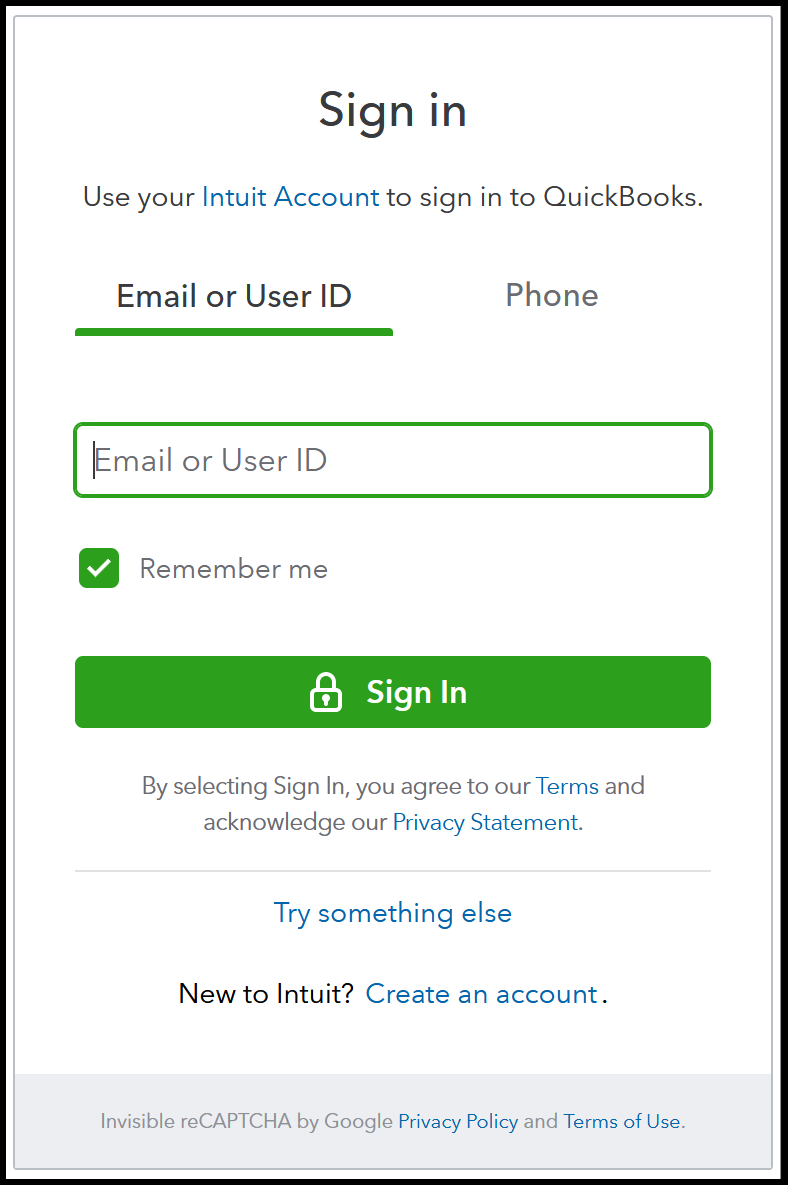 Sign in
Use your Intuit Account to sign in to QuickBooks.
Email or User ID
Phone
Email or User ID
Remember me
Sign In
By selecting Sign In, you agree to our Terms and
acknowledge our Privacy Statement.
Try something else
New to Intuit? Create an account.
Invisible reCAPTCHA by Google Privacy Policy and Terms of Use.